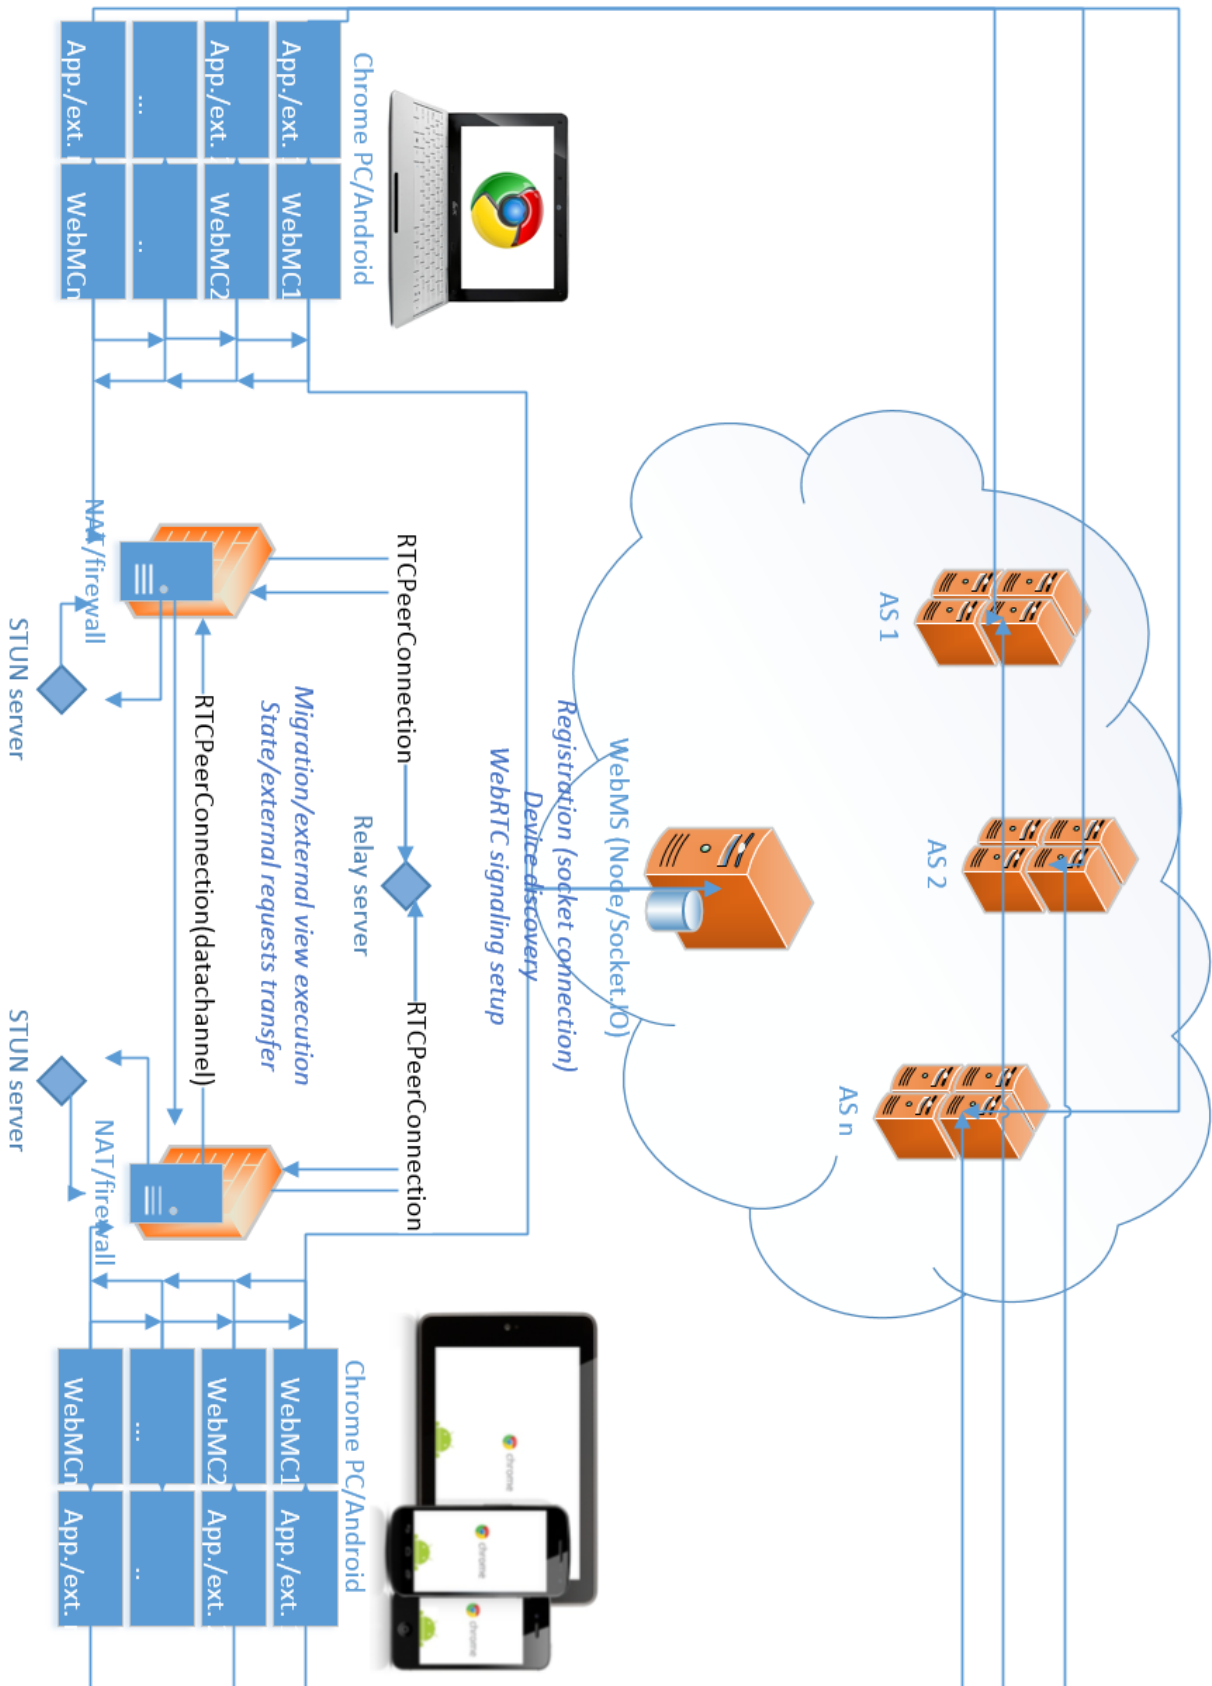 AS 1
AS 2
AS n
WebMS (Node/Socket.IO)
Registration (socket connection)
Device discovery
WebRTC signaling setup
Chrome PC/Android
App./ext.
WebMC1
App./ext.
WebMC2
...
..
App./ext.
WebMCn
RTCPeerConnection
Relay server
RTCPeerConnection
Migration/external view execution
State/external requests transfer
RTCPeerConnection(datachannel)
NAT/firewall
STUN server
NAT/firewall
STUN server
Chrome PC/Android
WebMC1
App./ext.
WebMC2
App./ext.
...
..
WebMCn
App./ext.
chrome
chrome
chrome